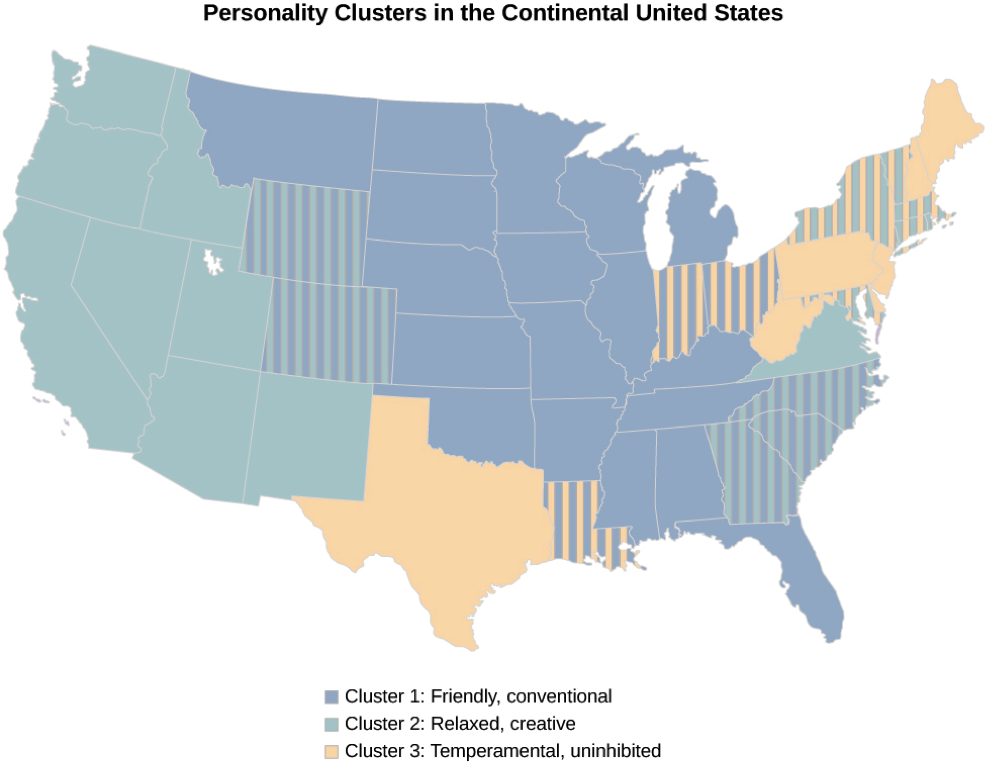 Personality Clusters in the Continental United States
Cluster 1: Friendly, conventional
Cluster 2: Relaxed, creative
Cluster 3: Temperamental, uninhibited